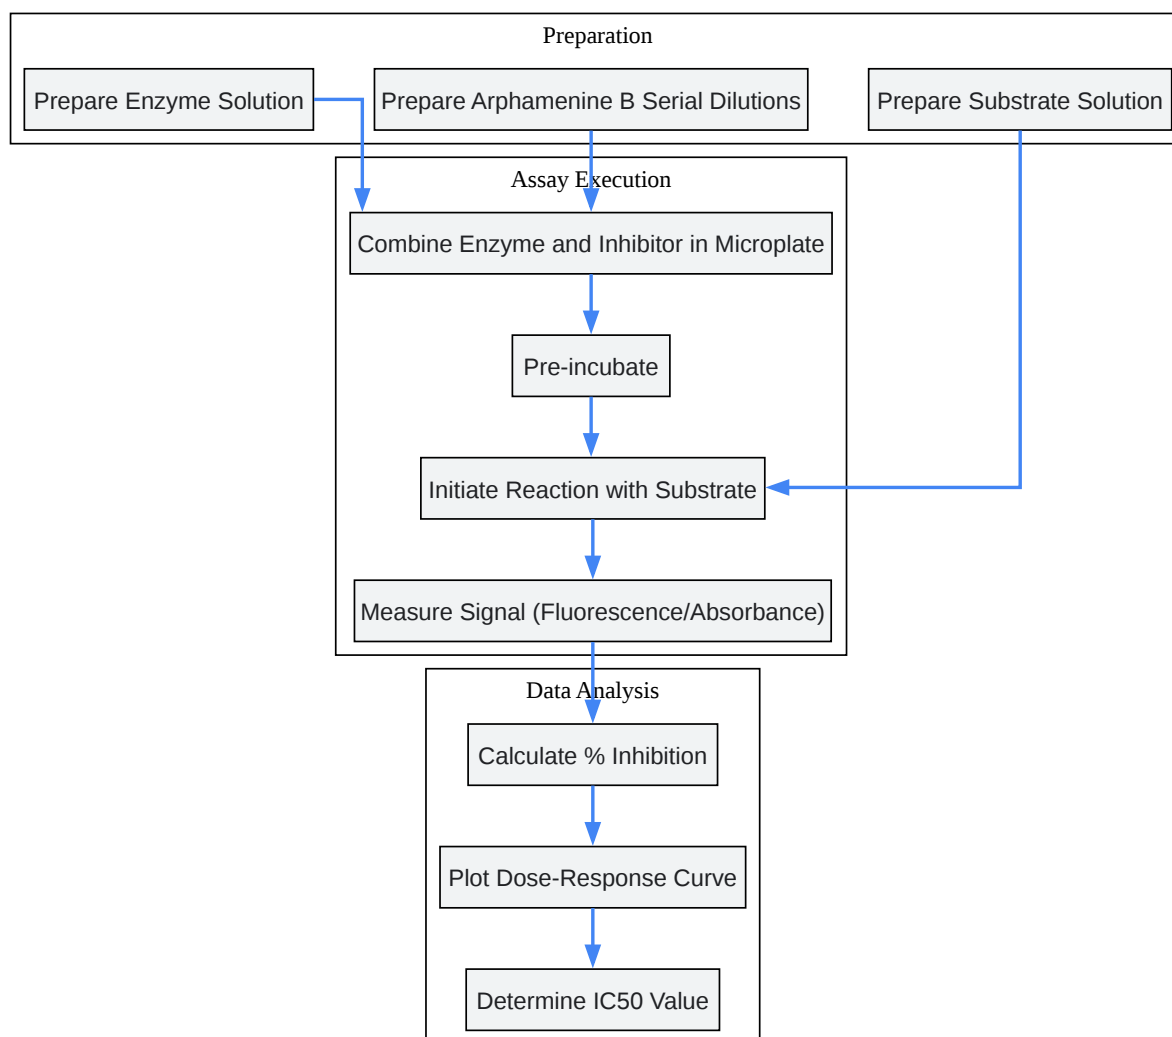 Preparation
Prepare Enzyme Solution
Prepare Arphamenine B Serial Dilutions
Prepare Substrate Solution
Assay Execution
Combine Enzyme and Inhibitor in Microplate
Pre-incubate
Initiate Reaction with Substrate
Measure Signal (Fluorescence/Absorbance)
Data Analysis
Calculate % Inhibition
Plot Dose-Response Curve
Determine IC50 Value